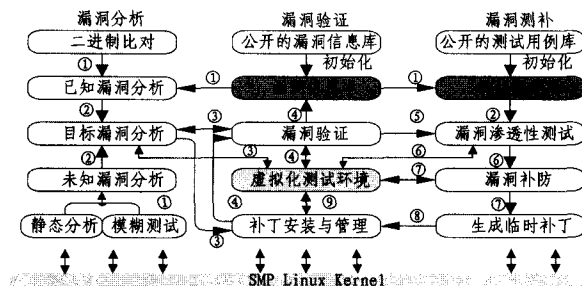 漏洞分析 漏洞验证 漏洞测补
二进制比对 公开的漏洞信息库 公开的测试用例库
① 初始化 初始化
已知漏洞分析 ① ①
② ③ ④ ⑤ ②
目标漏洞分析 漏洞验证 漏洞渗透性测试
② ③ ④ ⑥ ⑥
未知漏洞分析 虚拟化测试环境 ⑦ 漏洞补防
① ④ ⑨ ⑦
静态分析 模糊测试 ③ 补丁安装与管理 ⑧ 生成临时补丁
SMP Linux Kernel